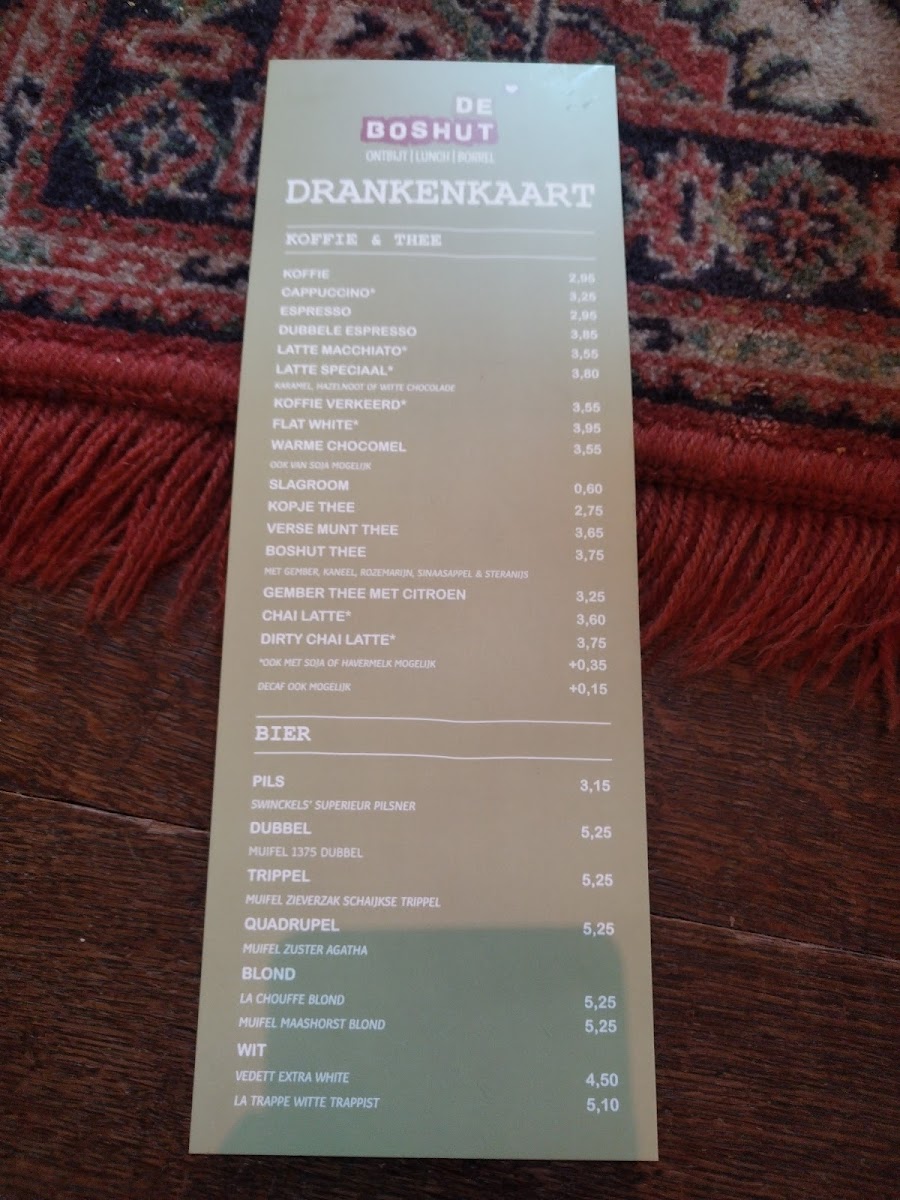 DE
BOSHUT
ONTBIJT | LUNCH | BORREL
DRANKENKAART
KOFFIE & THEE
KOFFIE 2,95
CAPPUCCINO* 3,25
ESPRESSO 2,95
DUBBELE ESPRESSO 3,85
LATTE MACCHIATO* 3,55
LATTE SPECIAAL* 3,80
KARAMEL, HAZELNOOT OF WITTE CHOCOLADE
KOFFIE VERKEERD* 3,55
FLAT WHITE* 3,95
WARME CHOCOMEL 3,55
OOK VAN SOJA MOGELIJK
SLAGROOM 0,60
KOPJE THEE 2,75
VERSE MUNT THEE 3,65
BOSHUT THEE 3,75
MET GEMBER, KANEEL, ROZEMARIJN, SINAASAPPEL & STERANIJS
GEMBER THEE MET CITROEN 3,25
CHAI LATTE* 3,60
DIRTY CHAI LATTE* 3,75
*OOK MET SOJA OF HAVERMELK MOGELIJK +0,35
DECAF OOK MOGELIJK +0,15
BIER
PILS 3,15
SWINCKELS' SUPERIEUR PILSNER
DUBBEL 5,25
MUIFEL 1375 DUBBEL
TRIPPEL 5,25
MUIFEL ZIEVERZAK SCHAIJKSE TRIPPEL
QUADRUPEL 5,25
MUIFEL ZUSTER AGATHA
BLOND
LA CHOUFFE BLOND 5,25
MUIFEL MAASHORST BLOND 5,25
WIT
VEDETT EXTRA WHITE 4,50
LA TRAPPE WITTE TRAPPIST 5,10